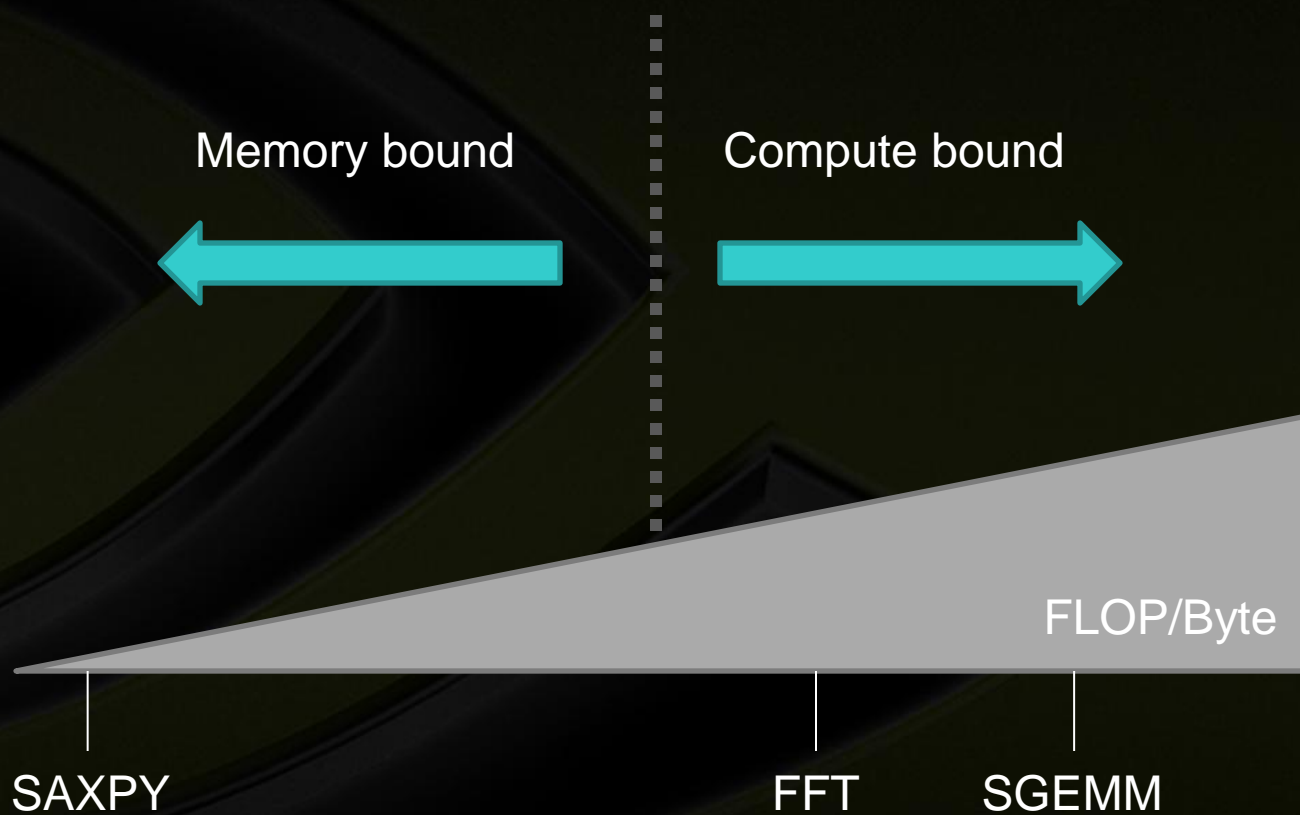 Memory bound
Compute bound
FLOP/Byte
SAXPY
FFT
SGEMM